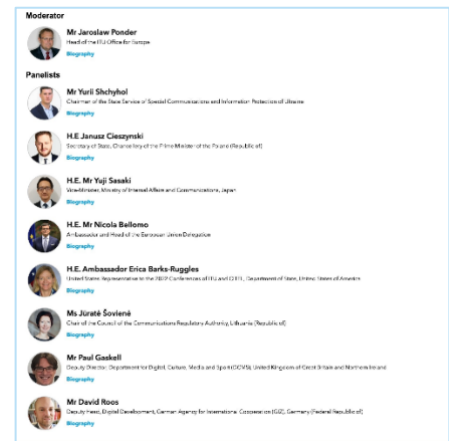 Moderator
Mr Jaroslaw Ponder
Head of the ITU Office for Europe
Biography
Panelists
Mr Yurii Shchyhol
Chairman of the State Service of Special Communications and Information Protection of Ukraine
Biography
H.E Janusz Cieszynski
Secretary of State, Chancellery of the Prime Minister of the Poland (Republic of)
Biography
H.E. Mr Yuji Sasaki
Vice-Minister, Ministry of Internal Affairs and Communications, Japan
Biography
H.E. Mr Nicola Bellomo
Ambassador and Head of the European Union Delegation
Biography
H.E. Ambassador Erica Barks-Ruggles
United States Representative to the 2022 Conferences of ITU and CITEL, Department of State, United States of America
Biography
Ms Jūratė Šovienė
Chair of the Council of the Communications Regulatory Authority, Lithuania (Republic of)
Biography
Mr Paul Gaskell
Deputy Director, Department for Digital, Culture, Media and Sport (DCMS), United Kingdom of Great Britain and Northern Ireland
Biography
Mr David Roos
Deputy Head, Digital Development, German Agency for International Cooperation (GIZ), Germany (Federal Republic of)
Biography